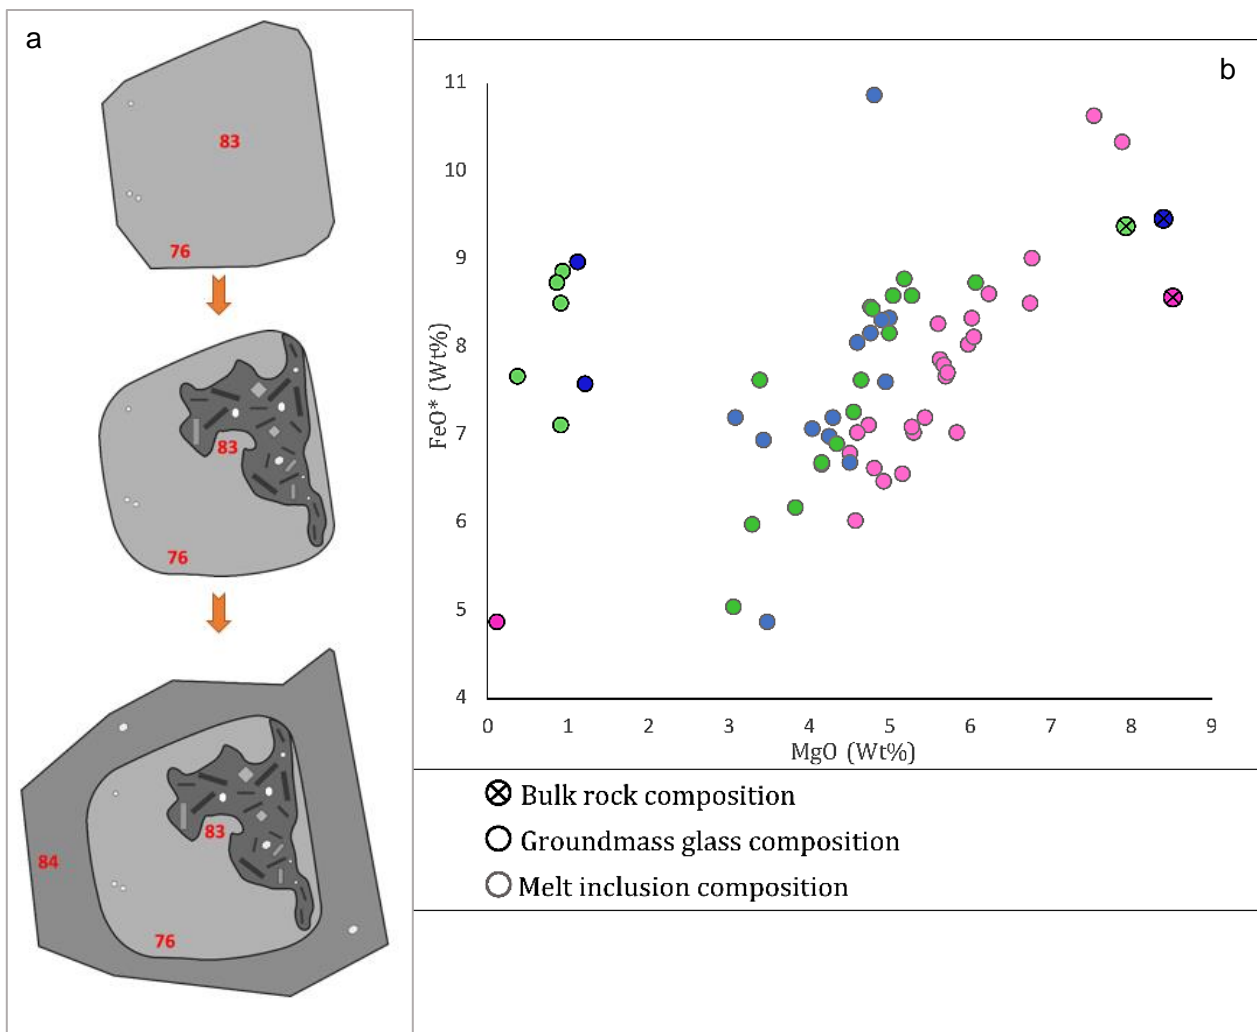 a
83
76
83
76
83
84
76
b
11
10
9
8
7
6
5
4
FeO* (Wt%)
0 1 2 3 4 5 6 7 8 9
MgO (Wt%)
Bulk rock composition
Groundmass glass composition
Melt inclusion composition